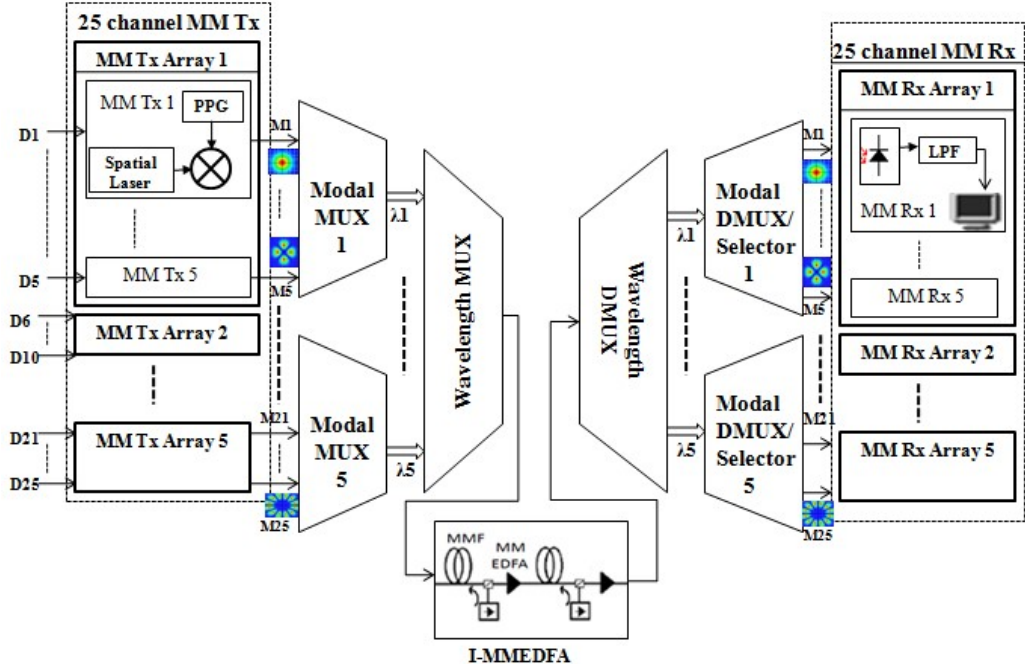 25 channel MM Tx
MM Tx Array 1
MM Tx 1
PPG
Spatial
Laser
MM Tx 5
MM Tx Array 2
MM Tx Array 5
D1
D5
D6
D10
D21
D25
M1
M5
M21
M25
Modal
MUX
1
Modal
MUX
5
λ1
λ5
Wavelength MUX
MMF
MM
EDFA
I-MMEDFA
Wavelength
DMUX
λ1
λ5
Modal
DMUX/
Selector
1
Modal
DMUX/
Selector
5
M1
M5
M21
M25
25 channel MM Rx
MM Rx Array 1
LPF
MM Rx 1
MM Rx 5
MM Rx Array 2
MM Rx Array 5